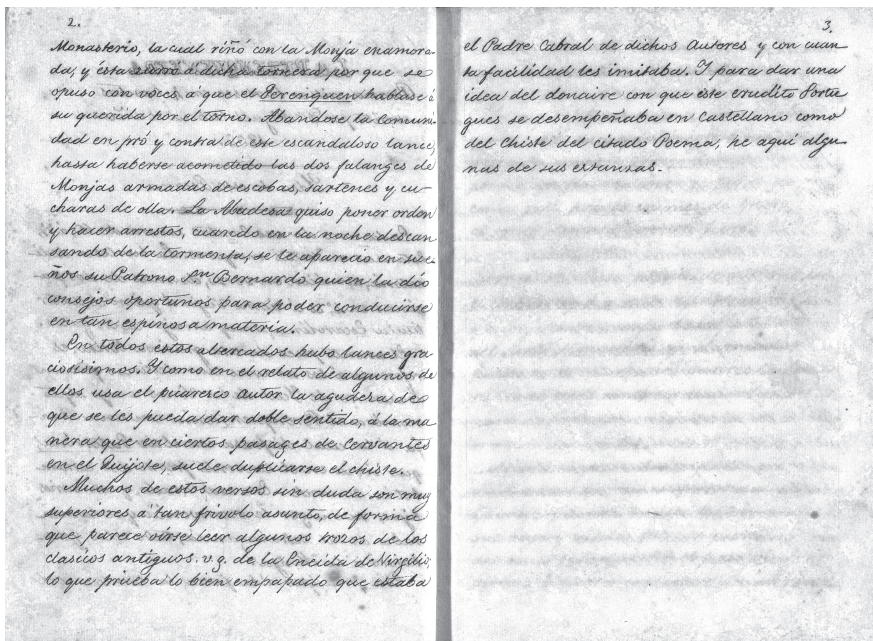 2.
Monasterio, la cual riñó con la Monja enamora-
da, y ésta zurró a dicha tornera por que se
opuso con voces a que el Derenguen hablase á
su querida por el torno. Abandose la comuni-
dad en pró y contra de este escandaloso lance,
hassa haberse acometido las dos falanges de
Monjas armadas de escobas, sartenes y cu-
charas de olla. La Abadesa quiso poner orden
y hacer arrestos, cuando en la noche descan
sando de la tormenta, se le aparecio en sue-
ños su Patrono Sn. Bernardo quien la dió
consejos oportunos para poder conducirse
en tan espinosa materia.
En todos estos altercados hubo lances gra
ciosisimos. Y como en el relato de algunos de
ellos usa el picaresco autor la agudeza de
que se les pueda dar doble sentido, á la ma
nera que en ciertos pasages de Cervantes
en el Quijote, suele duplicarse el chiste.
Muchos de estos versos sin duda son muy
superiores á tan frivolo asunto, de forma
que parece oirse leer algunos trozos de los
clasicos antiguos. v.g. de la Eneida de Virgilio,
lo que prueba lo bien empapado que estaba
3.
el Padre Cabral de dichos Autores y con cuan
ta facilidad les imitaba. Y para dar una
idea del donaire con que este erudito Portu
gues se desempeñaba en Castellano como
del chiste del citado Poema, he aquí algu-
nas de sus estanzas.-